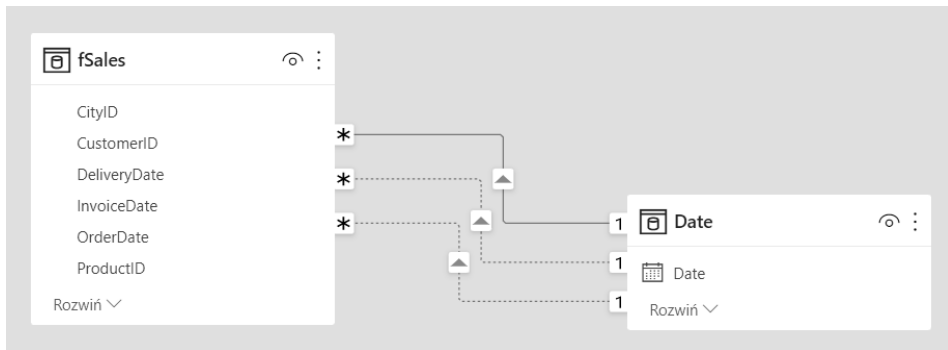 fSales
CityID
CustomerID
DeliveryDate
InvoiceDate
OrderDate
ProductID
Rozwiń
*
*
*
1
1
1
Date
Date
Rozwiń